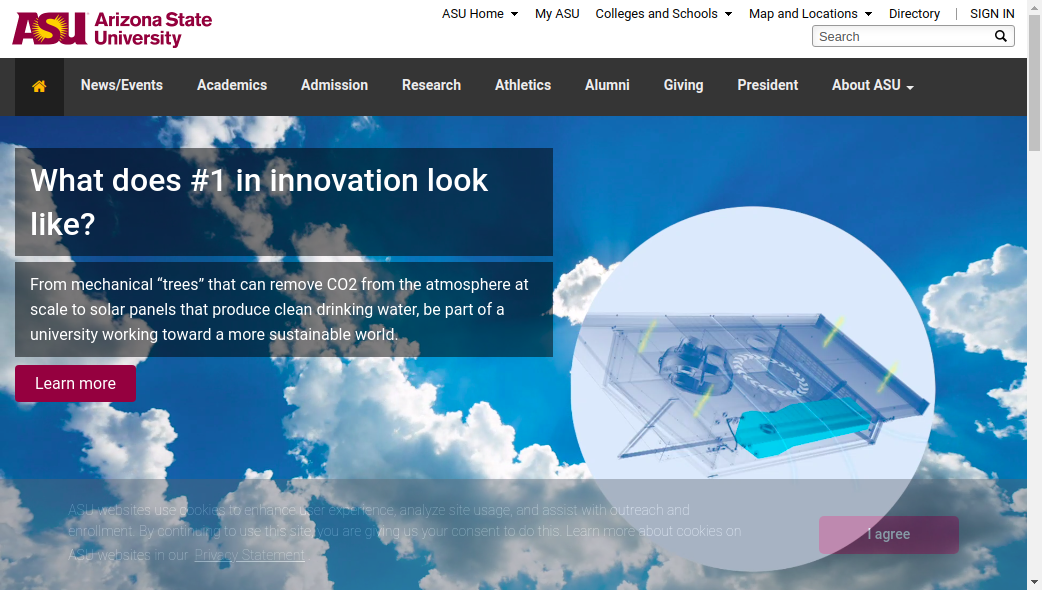 ASU Arizona State University
ASU Home
My ASU
Colleges and Schools
Map and Locations
Directory
SIGN IN
Search
News/Events
Academics
Admission
Research
Athletics
Alumni
Giving
President
About ASU
What does #1 in innovation look
like?
From mechanical “trees” that can remove CO2 from the atmosphere at
scale to solar panels that produce clean drinking water, be part of a
university working toward a more sustainable world.
Learn more
ASU websites use cookies to enhance user experience, analyze site usage, and assist with outreach and
enrollment. By continuing to use this site, you are giving us your consent to do this. Learn more about cookies on
ASU websites in our Privacy Statement.
I agree